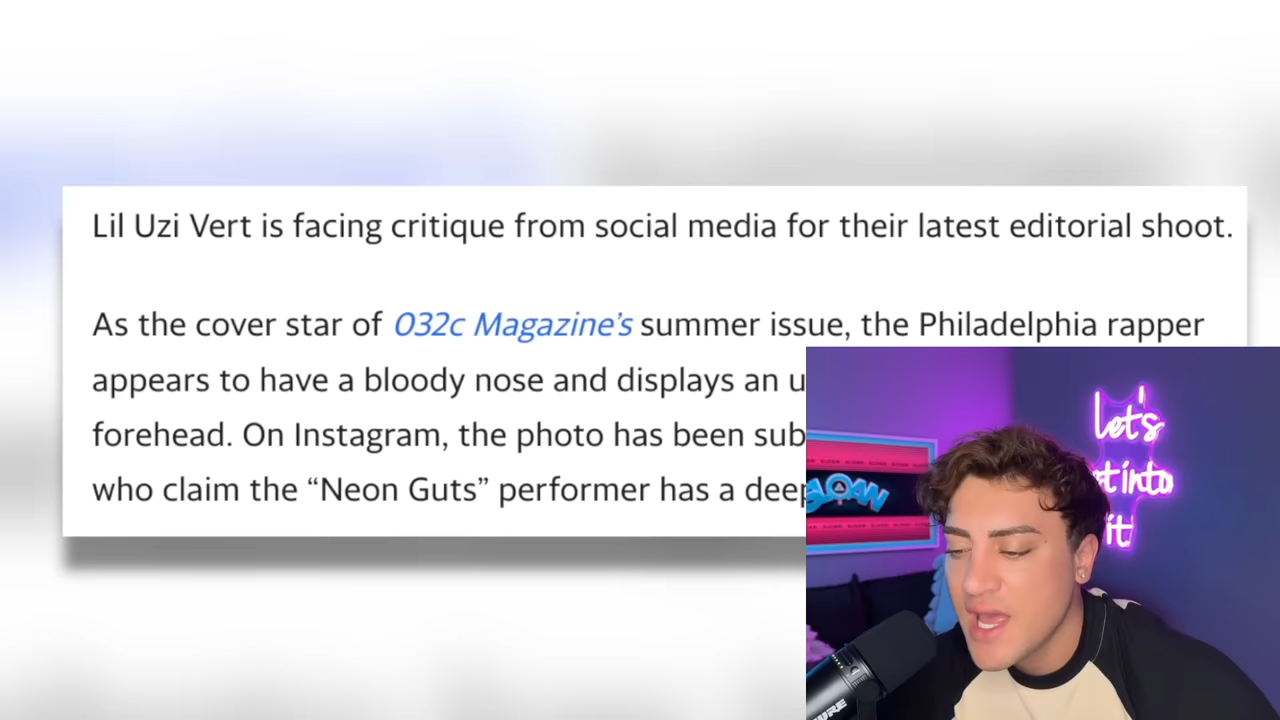 Lil Uzi Vert is facing critique from social media for their latest editorial shoot.
As the cover star of 032c Magazine's summer issue, the Philadelphia rapper
appears to have a bloody nose and displays an
forehead. On Instagram, the photo has been
who claim the “Neon Guts” performer has a
let's
into
it